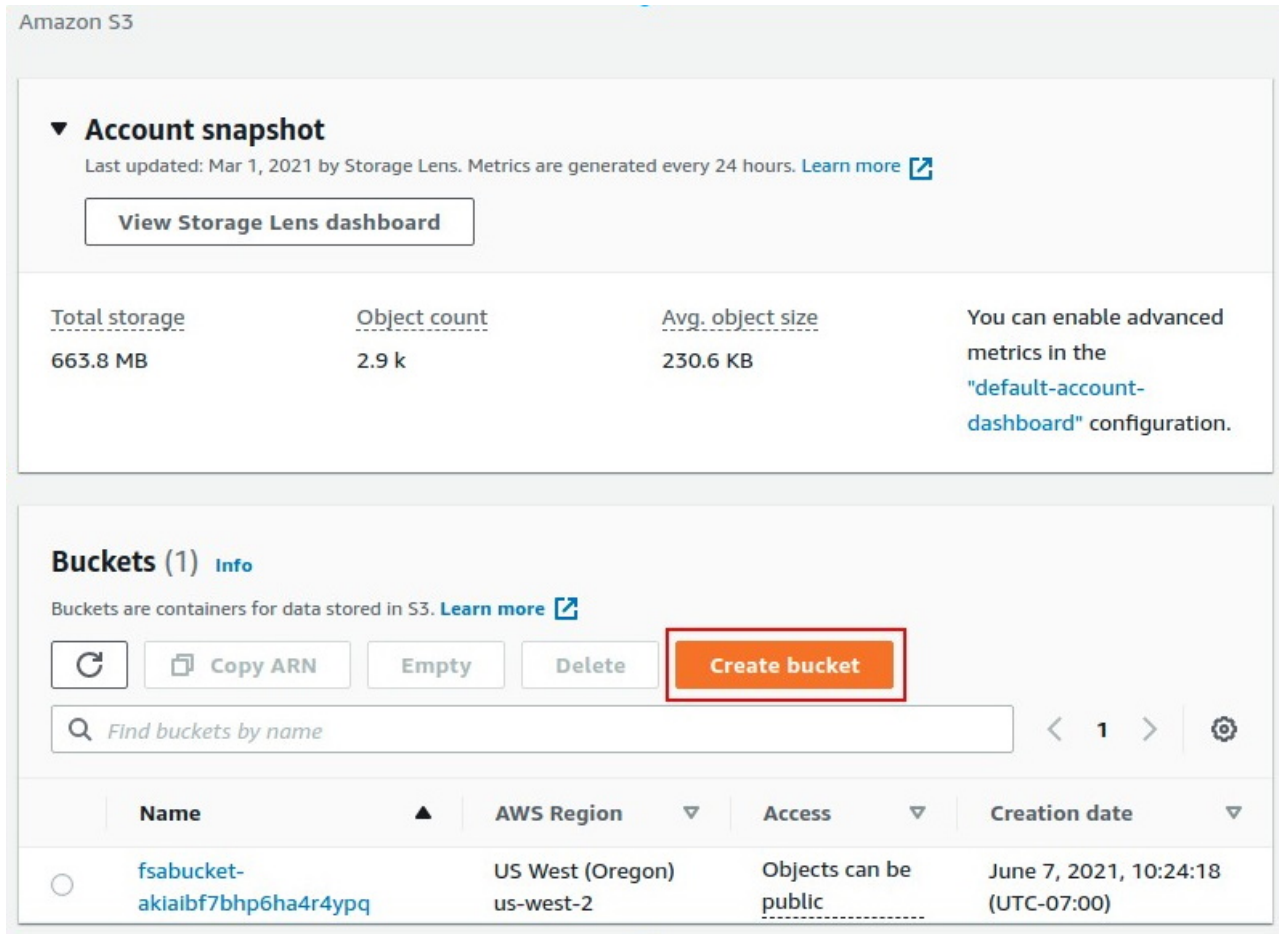 Amazon S3
Account snapshot
Last updated: Mar 1, 2021 by Storage Lens. Metrics are generated every 24 hours. Learn more
View Storage Lens dashboard
Total storage
663.8 MB
Object count
2.9 k
Avg. object size
230.6 KB
You can enable advanced
metrics in the
"default-account-
dashboard" configuration.
Buckets (1) Info
Buckets are containers for data stored in S3. Learn more
Copy ARN Empty Delete Create bucket
Find buckets by name 1
Name AWS Region Access Creation date
fsabucket-
akiaibf7bhp6ha4r4ypq
US West (Oregon)
us-west-2
Objects can be
public
June 7, 2021, 10:24:18
(UTC-07:00)